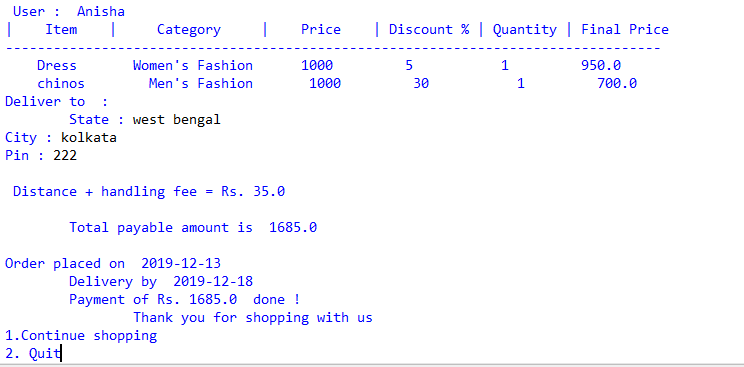 User :  Anisha
|    Item    |     Category     |    Price    | Discount % | Quantity | Final Price
----------------------------------------------------------------------------------
Dress       Women's Fashion      1000         5           1         950.0
chinos        Men's Fashion       1000         30           1         700.0
Deliver to  :
State : west bengal
City : kolkata
Pin : 222
Distance + handling fee = Rs. 35.0
Total payable amount is  1685.0
Order placed on  2019-12-13
Delivery by  2019-12-18
Payment of Rs. 1685.0  done !
Thank you for shopping with us
1.Continue shopping
2. Quit